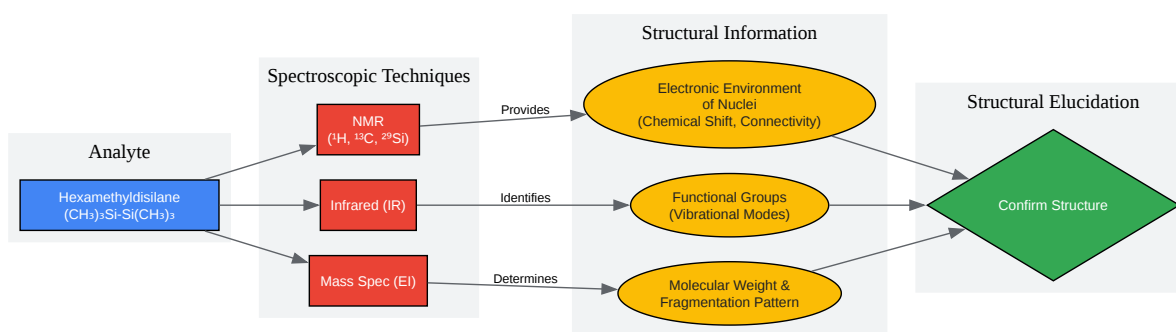 Analyte
Hexamethyldisilane
(CH₃)₃Si-Si(CH₃)₃
Spectroscopic Techniques
NMR
(¹H, ¹³C, ²⁹Si)
Infrared (IR)
Mass Spec (EI)
Provides
Identifies
Determines
Structural Information
Electronic Environment
of Nuclei
(Chemical Shift, Connectivity)
Functional Groups
(Vibrational Modes)
Molecular Weight &
Fragmentation Pattern
Structural Elucidation
Confirm Structure